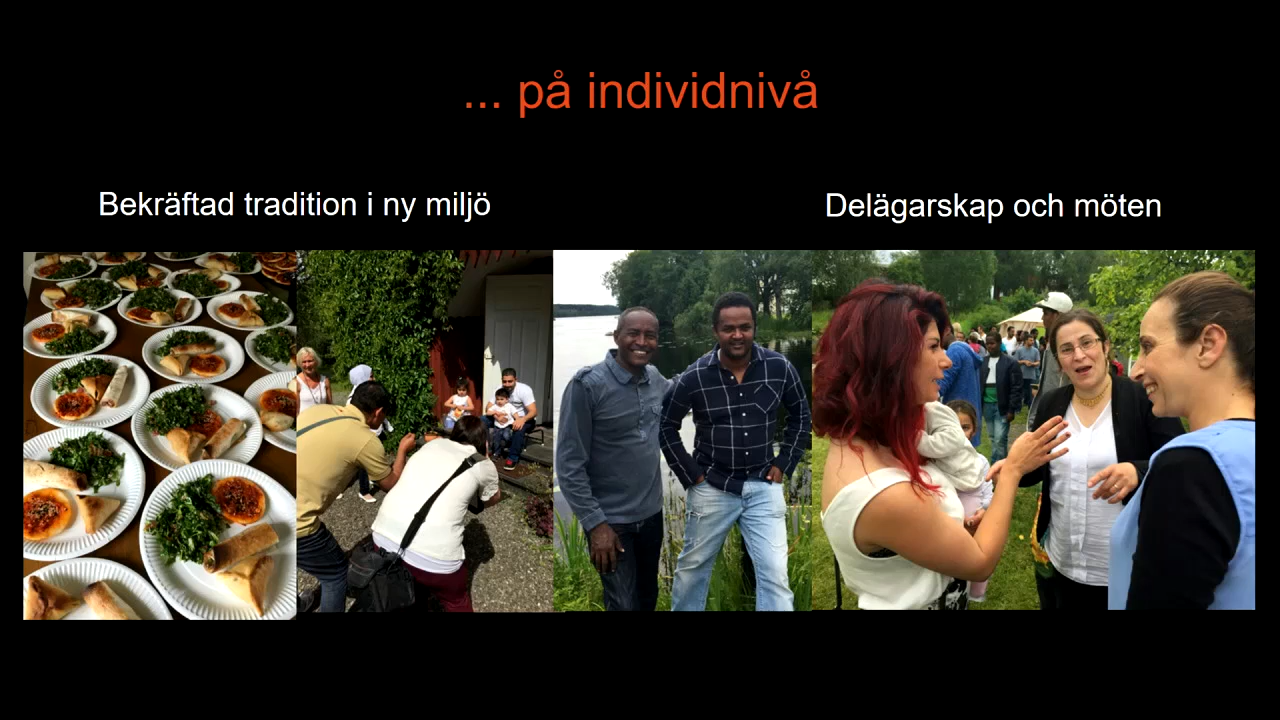 ... på individnivå
Bekräftad tradition i ny miljö
Delägarskap och möten